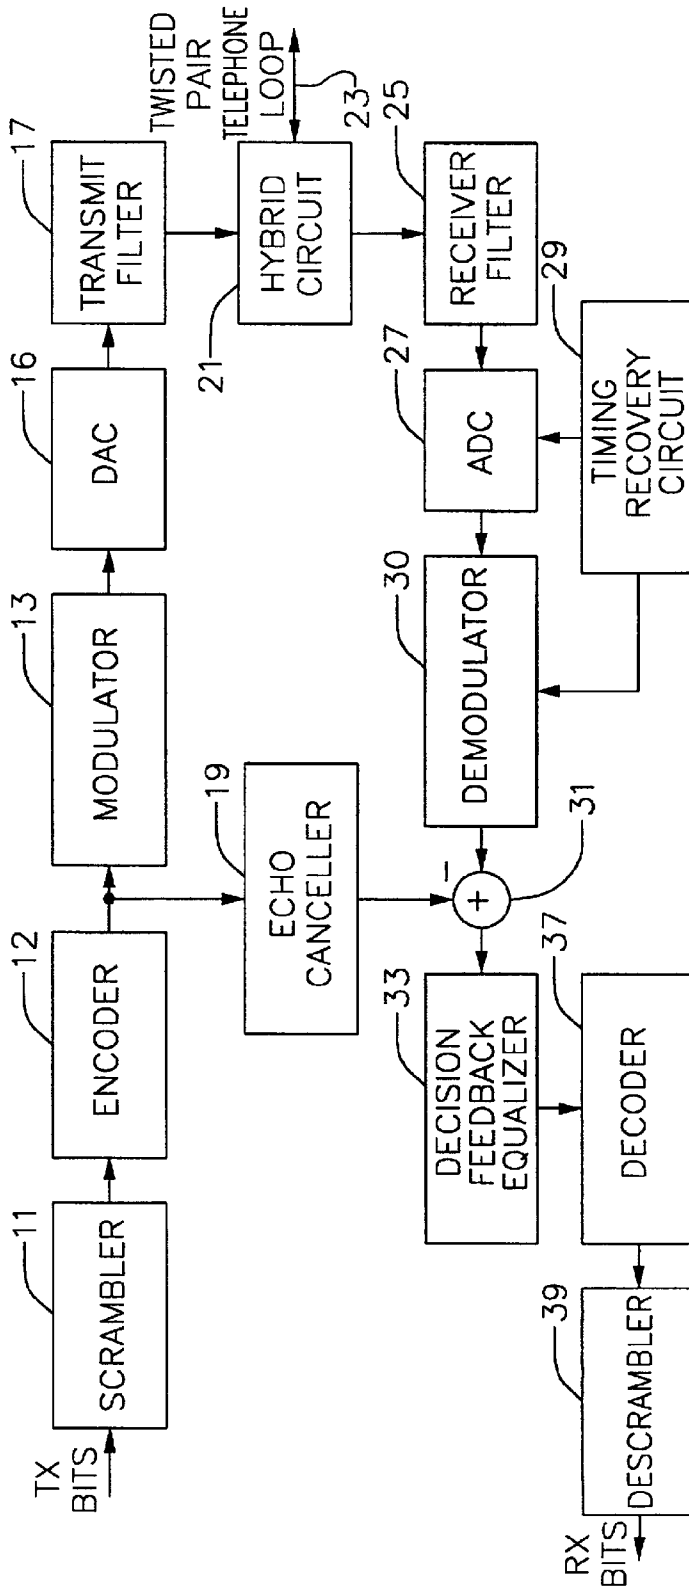 TX
BITS
11
SCRAMBLER
12
ENCODER
13
MODULATOR
16
DAC
17
TRANSMIT
FILTER
TWISTED
PAIR
TELEPHONE
LOOP
23
21
HYBRID
CIRCUIT
19
ECHO
CANCELLER
25
RECEIVER
FILTER
27
ADC
29
TIMING
RECOVERY
CIRCUIT
30
DEMODULATOR
–
+
31
33
DECISION
FEEDBACK
EQUALIZER
37
DECODER
39
DESCRAMBLER
RX
BITS